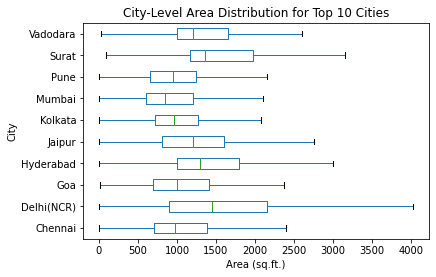 City-Level Area Distribution for Top 10 Cities
Vadodara
Surat
Pune
Mumbai
Kolkata
Jaipur
Hyderabad
Goa
Delhi(NCR)
Chennai
City
0 500 1000 1500 2000 2500 3000 3500 4000
Area (sq.ft.)